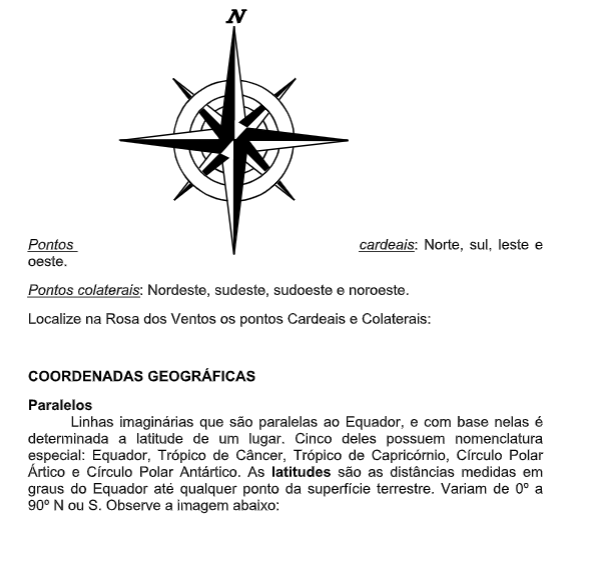 N
Pontos cardeais: Norte, sul, leste e
oeste.
Pontos colaterais: Nordeste, sudeste, sudoeste e noroeste.
Localize na Rosa dos Ventos os pontos Cardeais e Colaterais:
COORDENADAS GEOGRÁFICAS
Paralelos
Linhas imaginárias que são paralelas ao Equador, e com base nelas é
determinada a latitude de um lugar. Cinco deles possuem nomenclatura
especial: Equador, Trópico de Câncer, Trópico de Capricórnio, Círculo Polar
Ártico e Círculo Polar Antártico. As latitudes são as distâncias medidas em
graus do Equador até qualquer ponto da superfície terrestre. Variam de 0º a
90º N ou S. Observe a imagem abaixo: